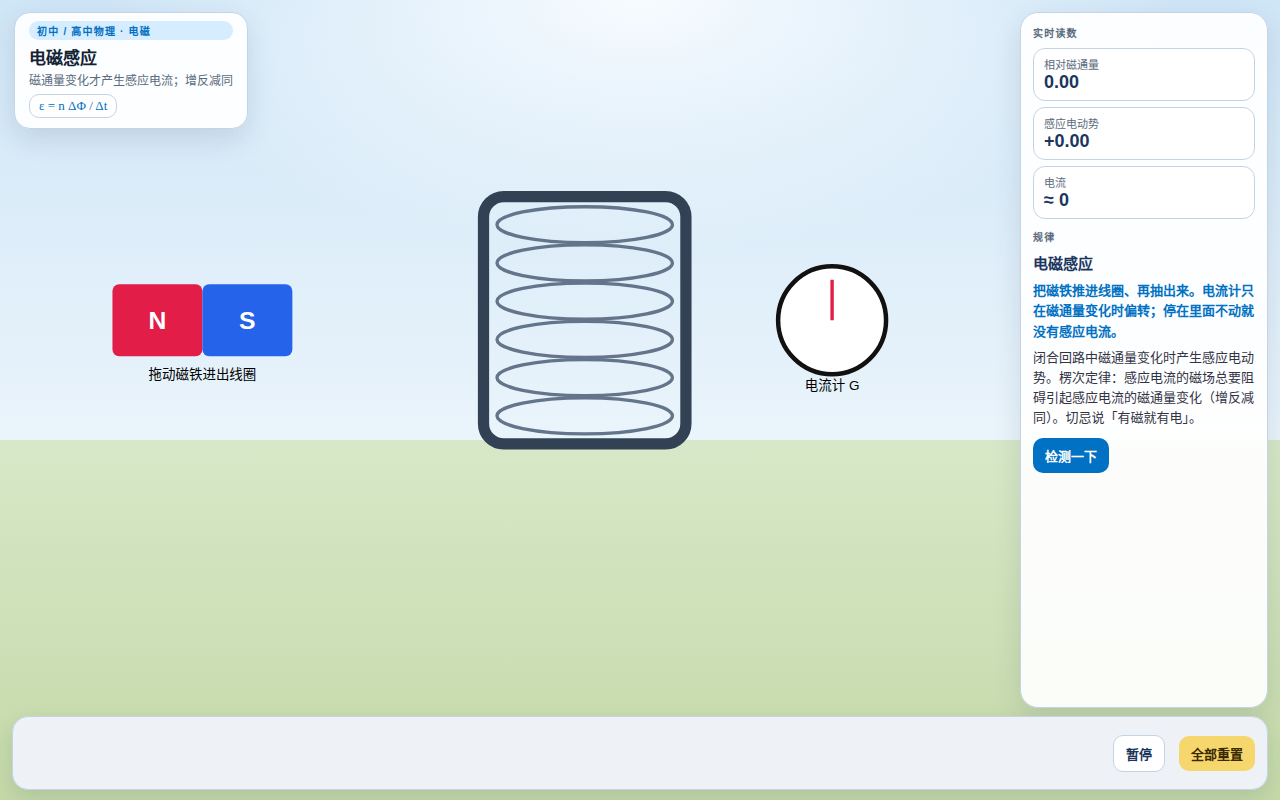 初中 / 高中物理 · 电磁
电磁感应
磁通量变化才产生感应电流；增反减同
ε = n ΔΦ / Δt
N
S
拖动磁铁进出线圈
电流计 G
实时读数
相对磁通量
0.00
感应电动势
+0.00
电流
≈ 0
规律
电磁感应
把磁铁推进线圈、再抽出来。电流计只
在磁通量变化时偏转；停在里面不动就
没有感应电流。
闭合回路中磁通量变化时产生感应电动
势。楞次定律：感应电流的磁场总要阻
碍引起感应电流的磁通量变化（增反减
同）。切忌说「有磁就有电」。
检测一下
暂停
全部重置